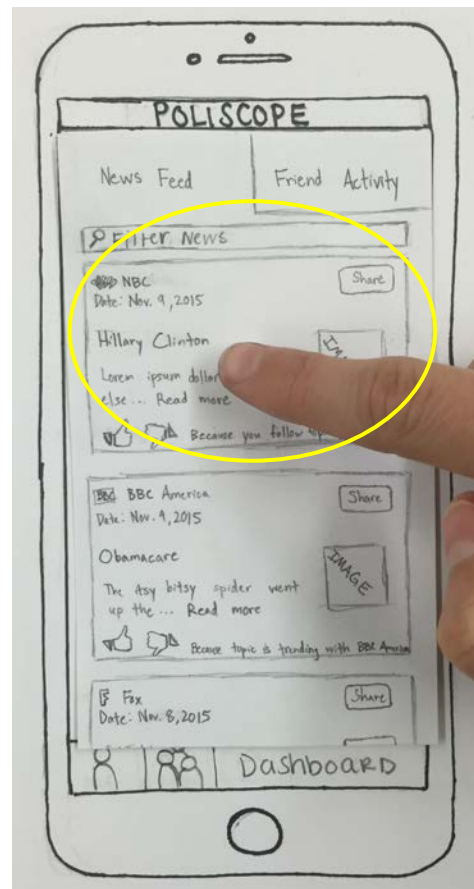 POLISCOPE
News Feed
Friend Activity
Filter News
NBC
Share
Date: Nov. 9, 2015
Hillary Clinton
Lorem ipsum dollar
else... Read more
Because you follow
BBC BBC America
Share
Date: Nov. 9, 2015
Obamacare
IMAGE
The itsy bitsy spider went
up the... Read more
Because topic is trending with BBC America
F Fox
Share
Date: Nov. 8, 2015
Dashboard